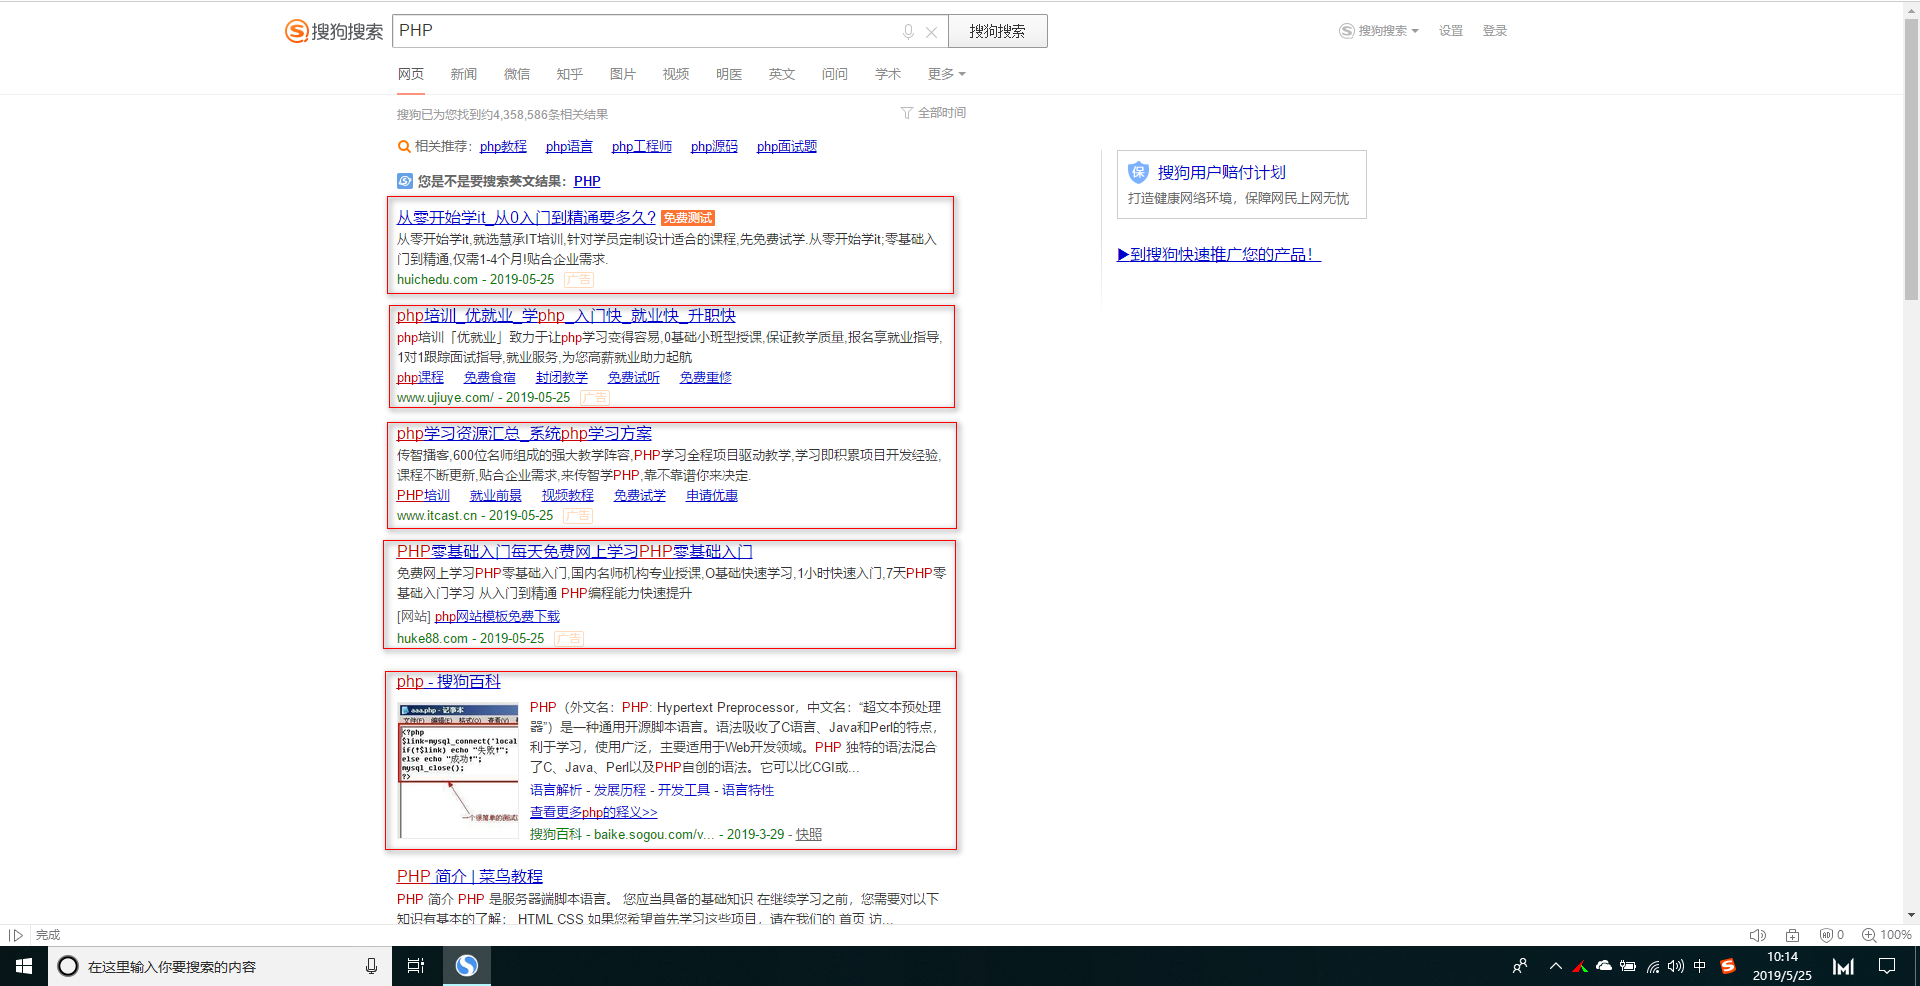 搜狗搜索 PHP 搜狗搜索 搜狗搜索 设置 登录
网页 新闻 微信 知乎 图片 视频 明医 英文 问问 学术 更多
搜狗已为您找到约4,358,586条相关结果 全部时间
相关推荐： php教程 php语言 php工程师 php源码 php面试题
您是不是要搜索英文结果：PHP
从零开始学it_从0入门到精通要多久? 免费测试
从零开始学it,就选慧承IT培训,针对学员定制设计适合的课程,先免费试学.从零开始学it;零基础入
门到精通,仅需1-4个月!贴合企业需求.
huichedu.com - 2019-05-25 广告
php培训_优就业_学php_入门快_就业快_升职快
php培训「优就业」致力于让php学习变得容易,0基础小班型授课,保证教学质量,报名享就业指导,
1对1跟踪面试指导,就业服务,为您高薪就业助力起航
php课程 免费食宿 封闭教学 免费试听 免费重修
www.ujiuye.com/ - 2019-05-25 广告
php学习资源汇总_系统php学习方案
传智播客,600位名师组成的强大教学阵容,PHP学习全程项目驱动教学,学习即积累项目开发经验,
课程不断更新,贴合企业需求,来传智学PHP,靠不靠谱你来决定.
PHP培训 就业前景 视频教程 免费试学 申请优惠
www.itcast.cn - 2019-05-25 广告
PHP零基础入门每天免费网上学习PHP零基础入门
免费网上学习PHP零基础入门,国内名师机构专业授课,O基础快速学习,1小时快速入门,7天PHP零
基础入门学习 从入门到精通 PHP编程能力快速提升
[网站] php网站模板免费下载
huke88.com - 2019-05-25 广告
php - 搜狗百科
aaa.php - 记事本
文件(F) 编辑(E) 格式(O) 查看(V)
<?php
$link=mysql_connect('local
if(!$link) echo "失败!";
else echo "成功!";
mysql_close();
?>
一个很简单的测试
PHP（外文名：PHP: Hypertext Preprocessor，中文名：“超文本预处理
器”）是一种通用开源脚本语言。语法吸收了C语言、Java和Perl的特点，
利于学习，使用广泛，主要适用于Web开发领域。PHP 独特的语法混合
了C、Java、Perl以及PHP自创的语法。它可以比CGI或...
语言解析 - 发展历程 - 开发工具 - 语言特性
查看更多php的释义>>
搜狗百科 - baike.sogou.com/v... - 2019-3-29 - 快照
PHP 简介 | 菜鸟教程
PHP 简介 PHP 是服务器端脚本语言。 您应当具备的基础知识 在继续学习之前，您需要对以下
知识有基本的了解： HTML CSS 如果您希望首先学习这些项目，请在我们的 首页 访...
保 搜狗用户赔付计划
打造健康网络环境，保障网民上网无忧
▶到搜狗快速推广您的产品！
完成 AD 0 100%
在这里输入你要搜索的内容 中 10:14
2019/5/25